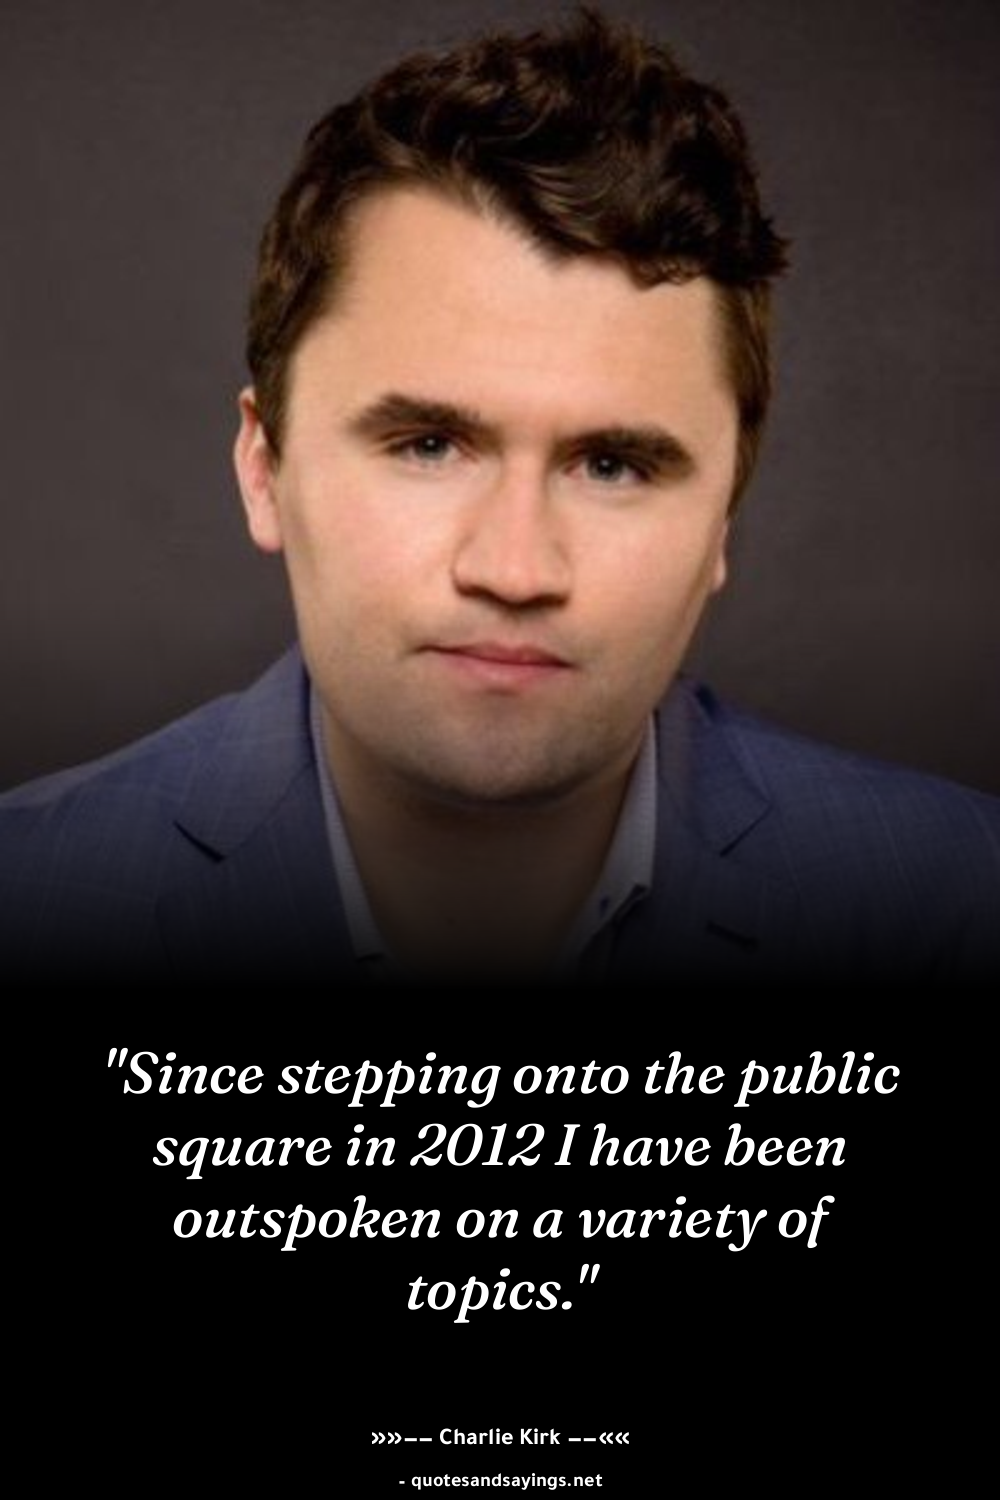 "Since stepping onto the public
square in 2012 I have been
outspoken on a variety of
topics."
»»−− Charlie Kirk −−««
- quotesandsayings.net